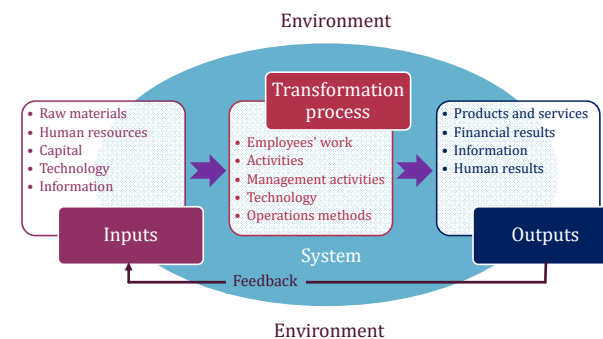 Environment
Transformation
process
• Raw materials
• Human resources
• Capital
• Technology
• Information
Inputs
• Employees' work
• Activities
• Management activities
• Technology
• Operations methods
• Products and services
• Financial results
• Information
• Human results
Outputs
System
Feedback
Environment